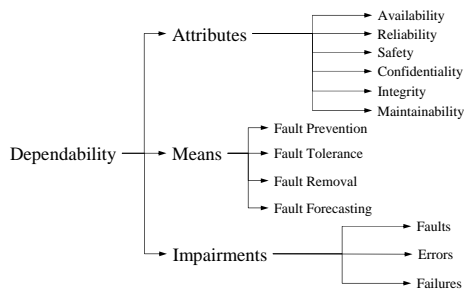 Dependability
Attributes
Availability
Reliability
Safety
Confidentiality
Integrity
Maintainability
Means
Fault Prevention
Fault Tolerance
Fault Removal
Fault Forecasting
Impairments
Faults
Errors
Failures